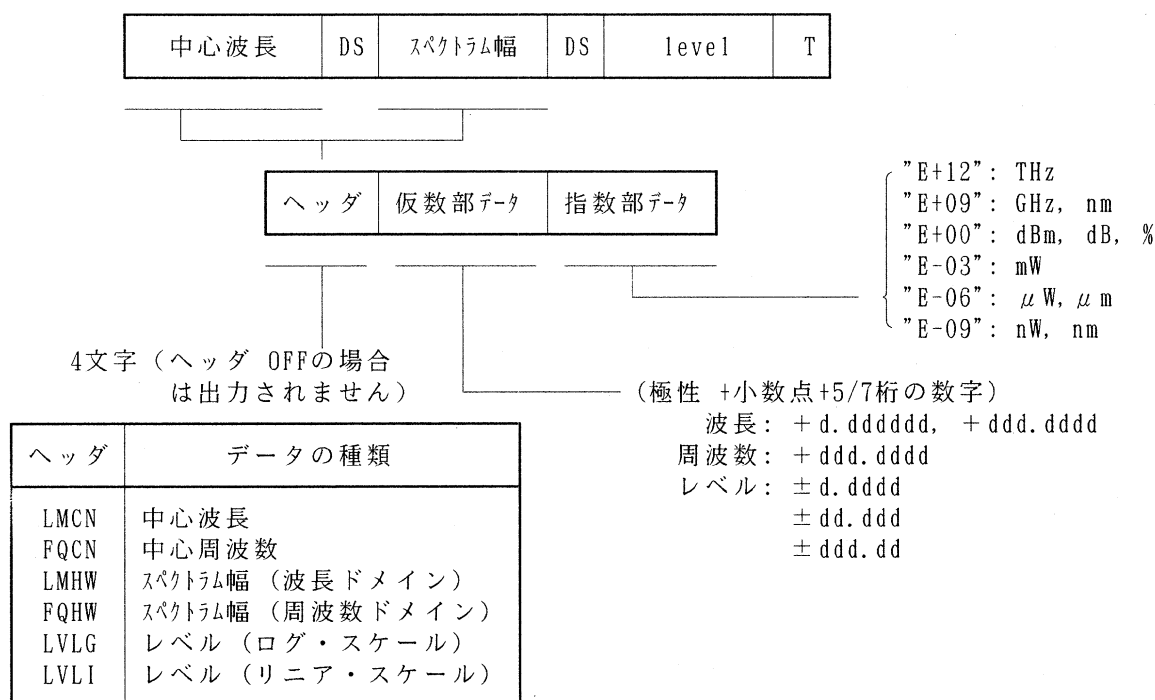 中心波長 DS スペクトラム幅 DS level T
ヘッダ 仮数部データ 指数部データ
"E+12": THz
"E+09": GHz, nm
"E+00": dBm, dB, %
"E-03": mW
"E-06": μW, μm
"E-09": nW, nm
4文字（ヘッダ OFFの場合
は出力されません）
（極性 +小数点+5/7桁の数字）
波長: +d.dddddd, +ddd.dddd
周波数: +ddd.dddd
レベル: ±d.dddd
±dd.ddd
±ddd.dd
ヘッダ データの種類
LMCN 中心波長
FQCN 中心周波数
LMHW スペクトラム幅（波長ドメイン）
FQHW スペクトラム幅（周波数ドメイン）
LVLG レベル（ログ・スケール）
LVLI レベル（リニア・スケール）